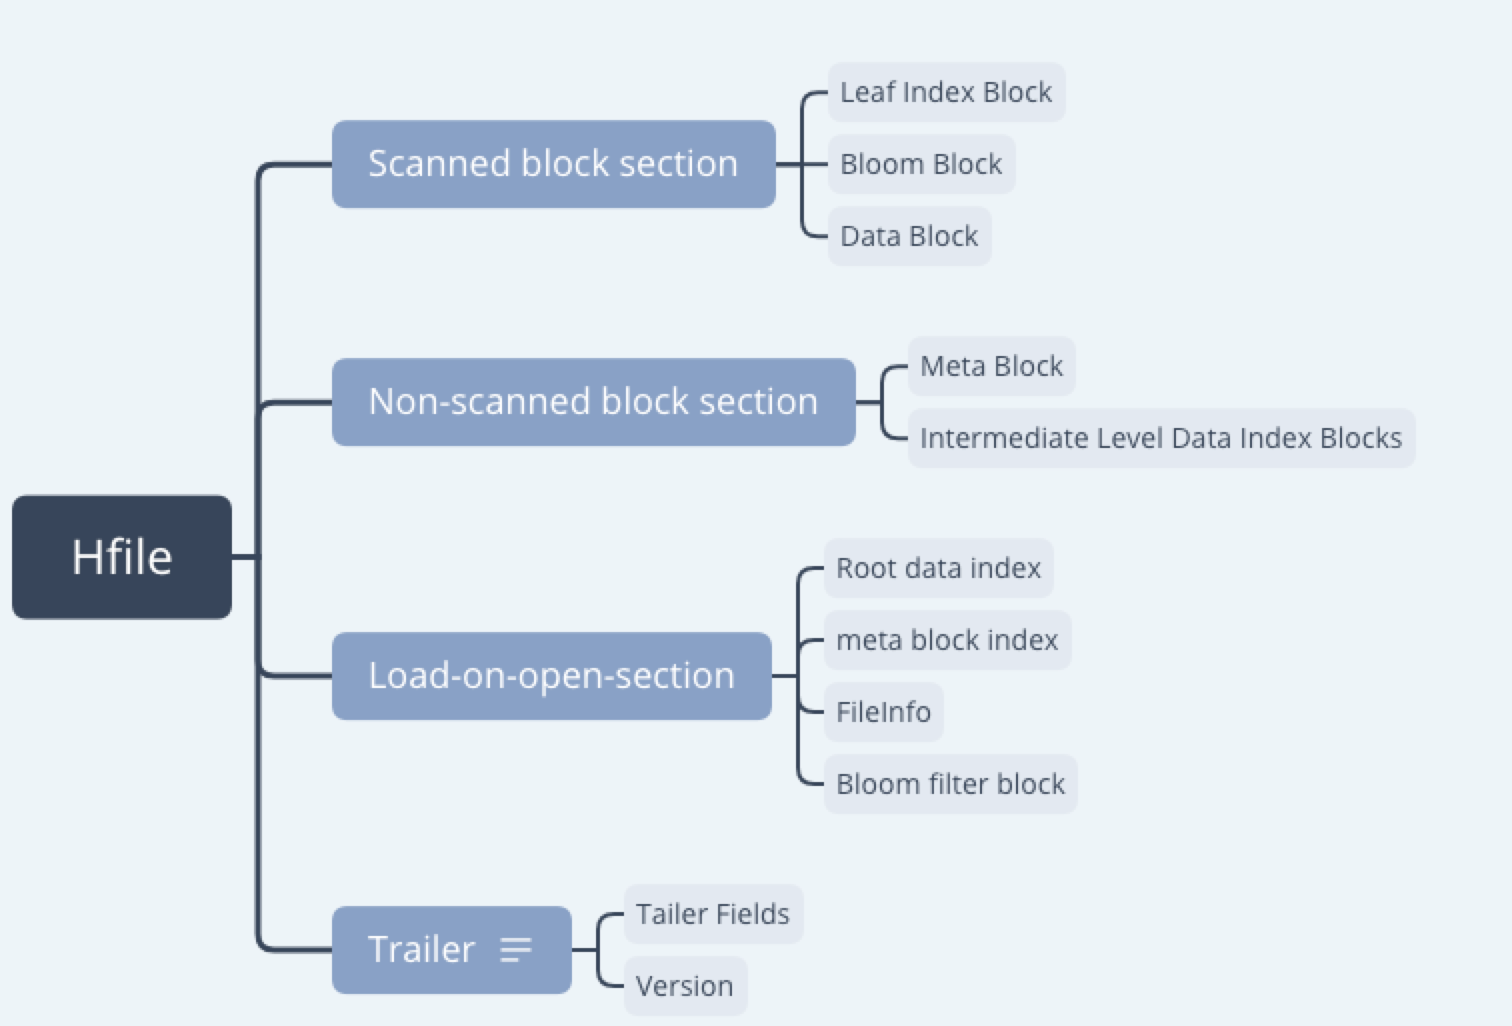 Hfile
Scanned block section
Leaf Index Block
Bloom Block
Data Block
Non-scanned block section
Meta Block
Intermediate Level Data Index Blocks
Load-on-open-section
Root data index
meta block index
FileInfo
Bloom filter block
Trailer
Tailer Fields
Version